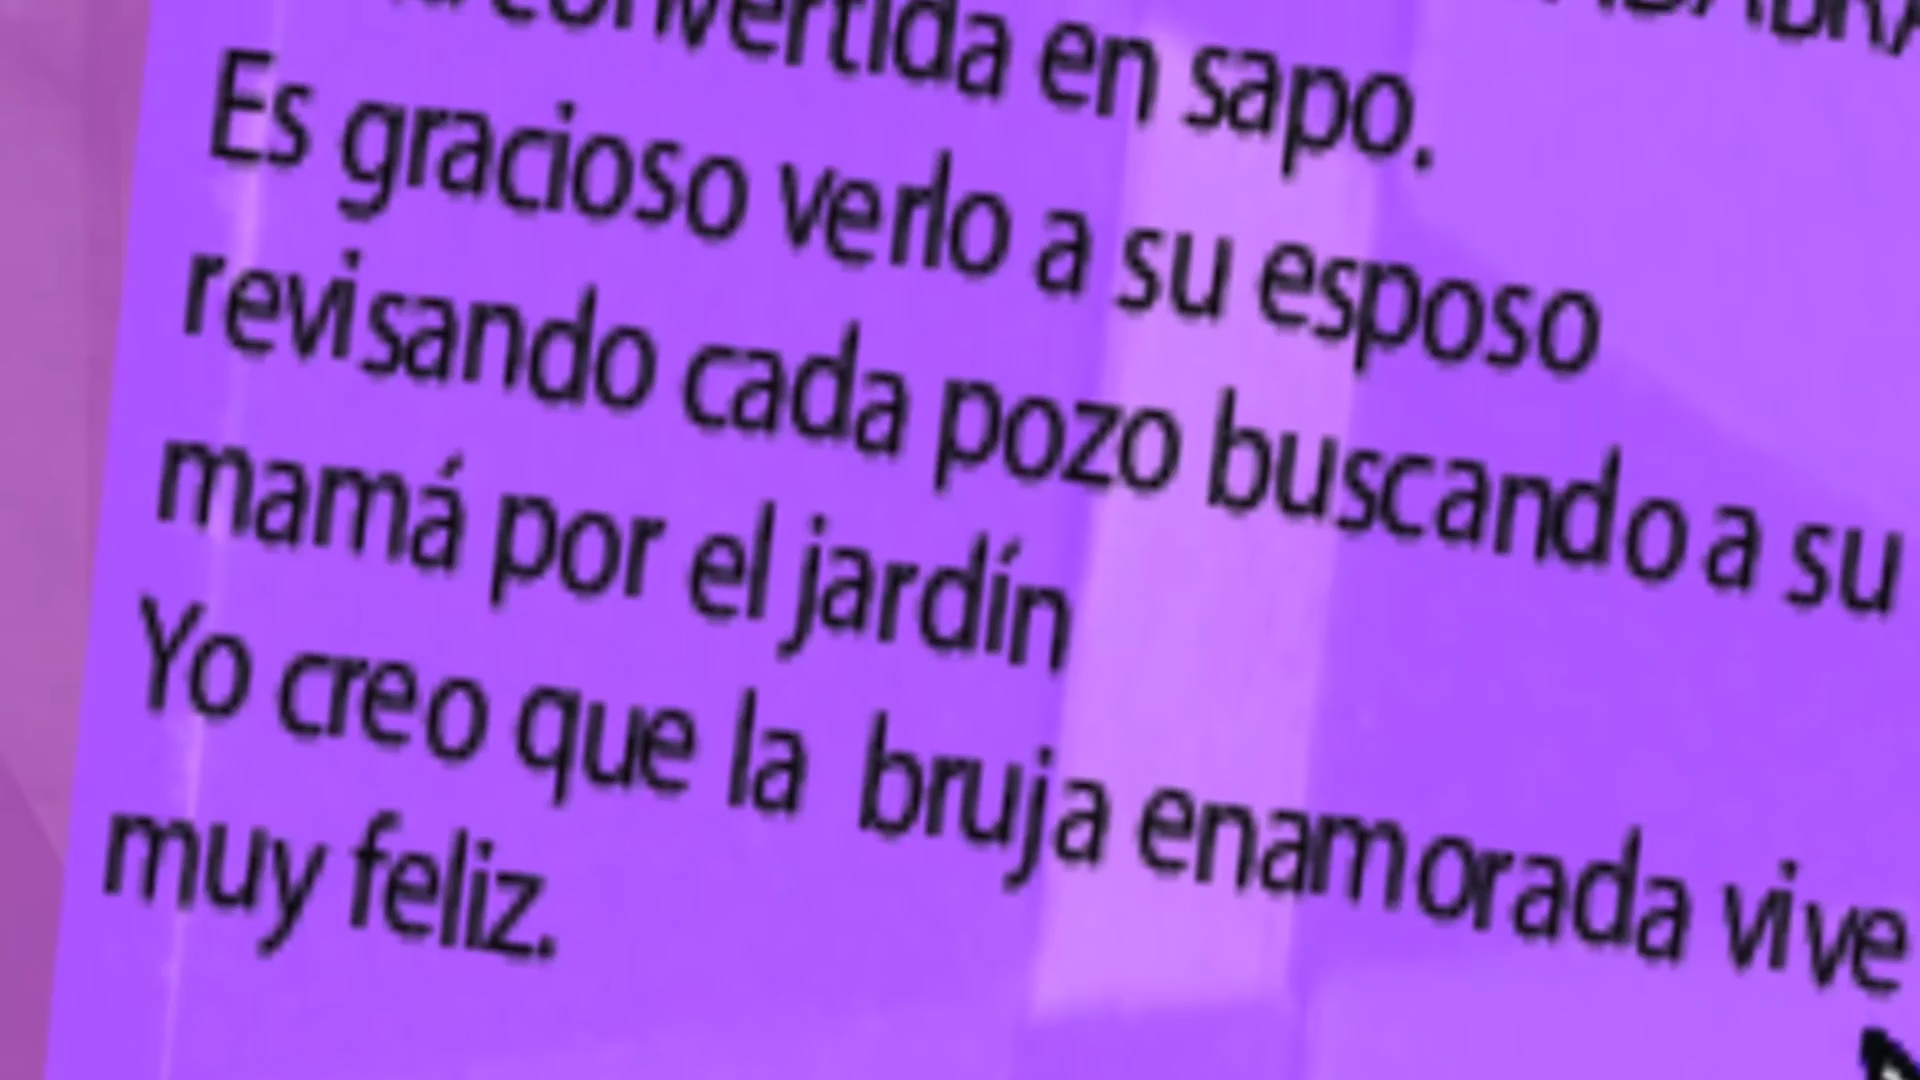 convertida en sapo.
Es gracioso verlo a su esposo
revisando cada pozo buscando a su
mamá por el jardín
Yo creo que la bruja enamorada vive
muy feliz.